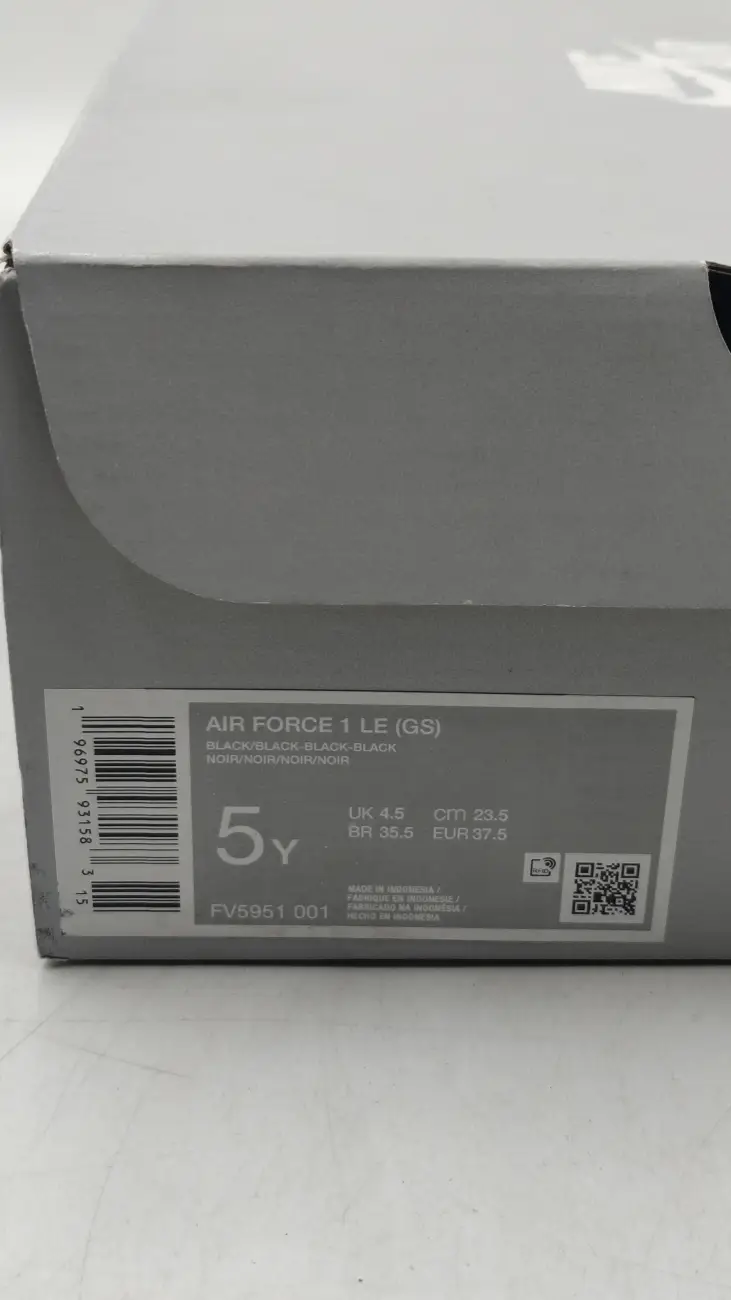 AIR FORCE 1 LE (GS)
BLACK/BLACK-BLACK-BLACK
NOIR/NOIR/NOIR/NOIR
5Y
UK 4.5 cm 23.5
BR 35.5 EUR 37.5
FV5951 001
MADE IN INDONESIA /
FABRIQUE EN INDONESIE /
FABRICADO NA INDONÉSIA /
HECHO EN INDONESIA
1 96975 93158 3 15